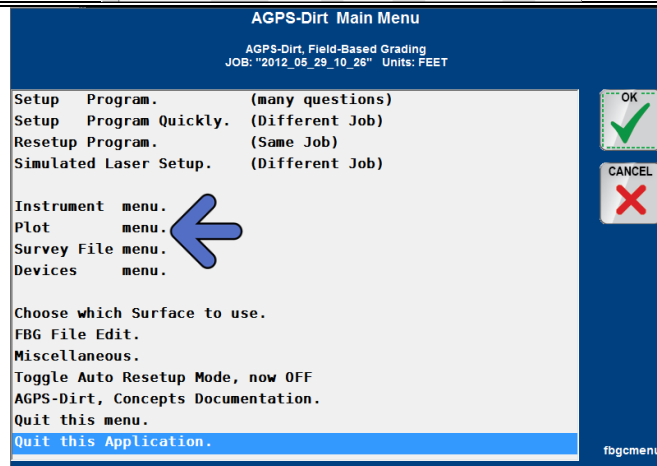 AGPS-Dirt Main Menu
AGPS-Dirt, Field-Based Grading
JOB: "2012_05_29_10_26" Units: FEET
Setup Program. (many questions)
Setup Program Quickly. (Different Job)
Resetup Program. (Same Job)
Simulated Laser Setup. (Different Job)
Instrument menu.
Plot menu.
Survey File menu.
Devices menu.
Choose which Surface to use.
FBG File Edit.
Miscellaneous.
Toggle Auto Resetup Mode, now OFF
AGPS-Dirt, Concepts Documentation.
Quit this menu.
Quit this Application.
OK
CANCEL
fbgcmenu